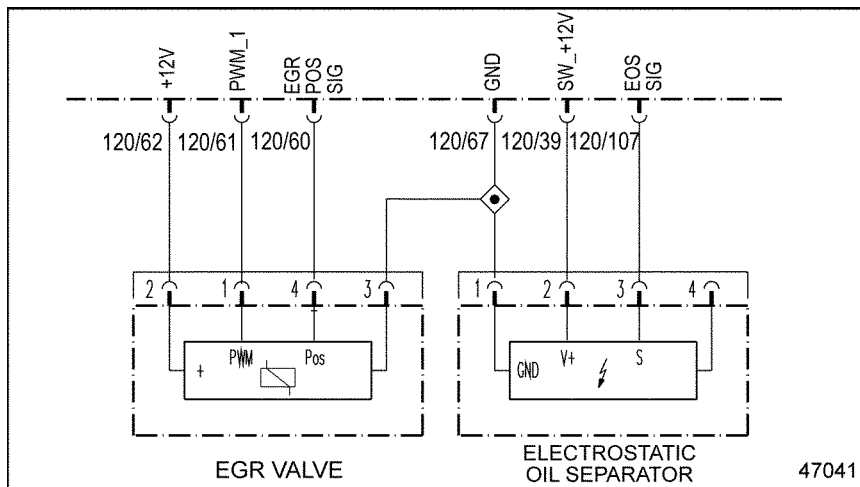 +12V
PWM_1
EGR
POS
SIG
GND
SW_+12V
EOS
SIG
120/62 120/61 120/60 120/67 120/39 120/107
2 1 4 3 1 2 3 4
+ PWM Pos GND V+ S
EGR VALVE
ELECTROSTATIC
OIL SEPARATOR
47041